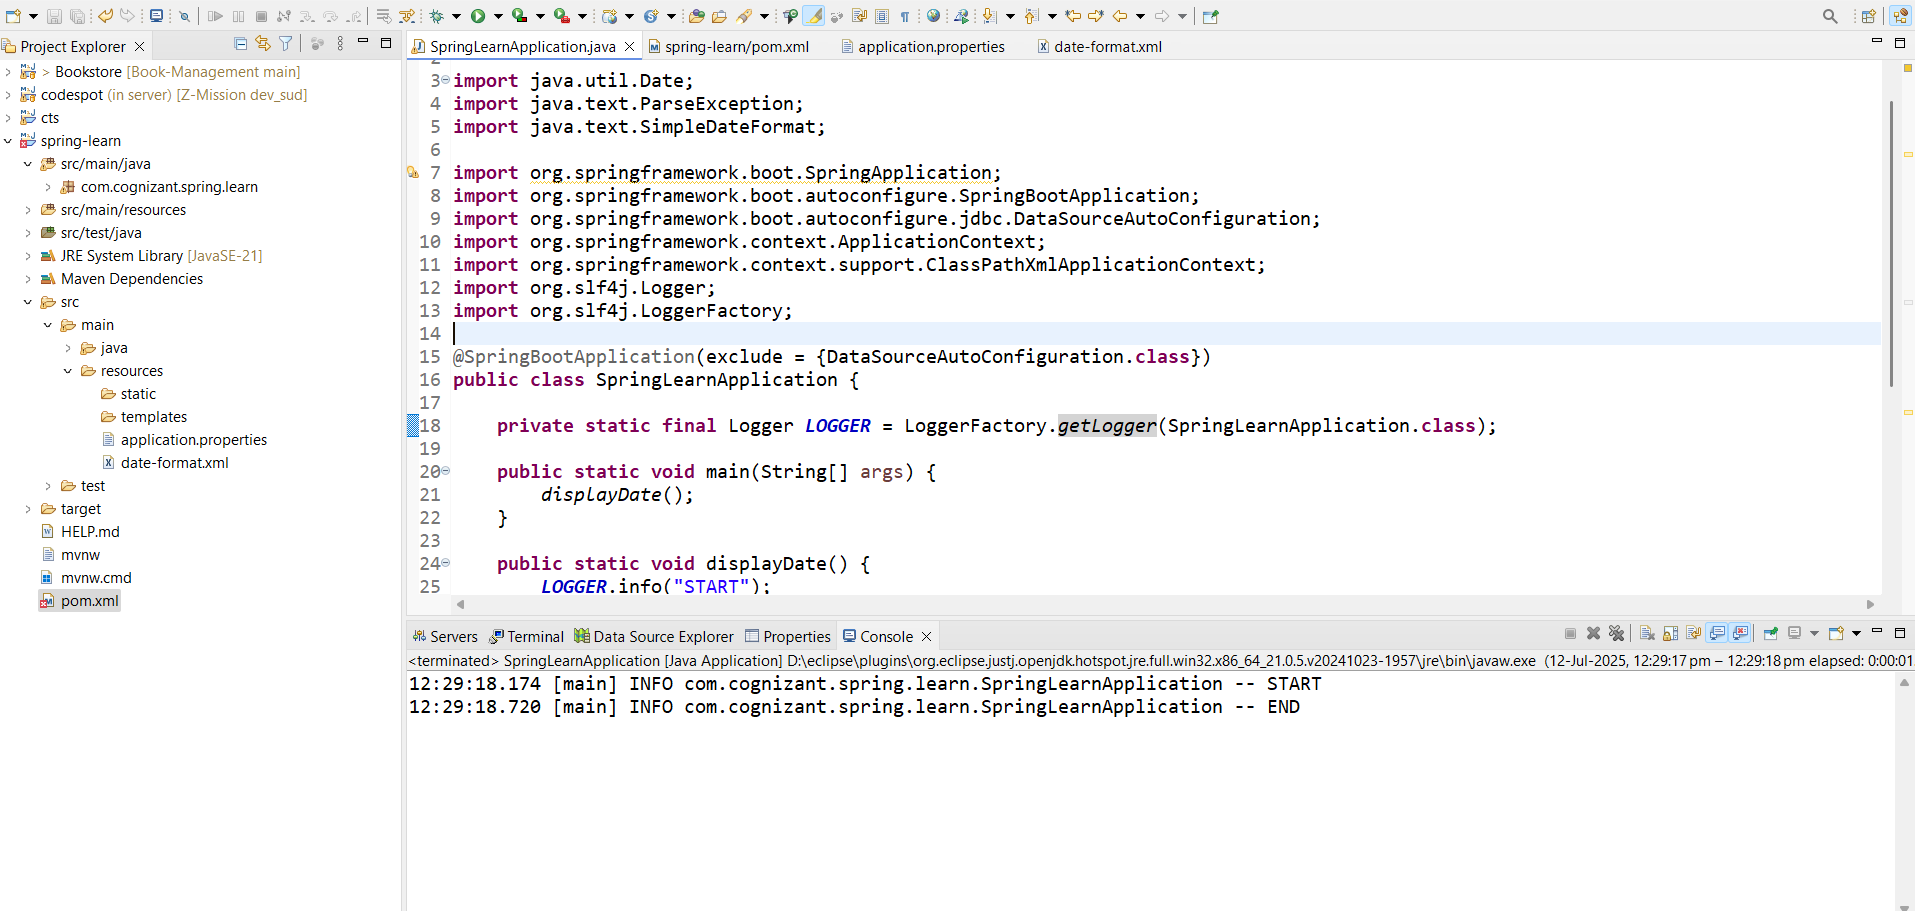 Project Explorer
> Bookstore [Book-Management main]
codespot (in server) [Z-Mission dev_sud]
cts
spring-learn
src/main/java
com.cognizant.spring.learn
src/main/resources
src/test/java
JRE System Library [JavaSE-21]
Maven Dependencies
src
main
java
resources
static
templates
application.properties
date-format.xml
test
target
HELP.md
mvnw
mvnw.cmd
pom.xml
SpringLearnApplication.java spring-learn/pom.xml application.properties date-format.xml
3 import java.util.Date;
4 import java.text.ParseException;
5 import java.text.SimpleDateFormat;
6
7 import org.springframework.boot.SpringApplication;
8 import org.springframework.boot.autoconfigure.SpringBootApplication;
9 import org.springframework.boot.autoconfigure.jdbc.DataSourceAutoConfiguration;
10 import org.springframework.context.ApplicationContext;
11 import org.springframework.context.support.ClassPathXmlApplicationContext;
12 import org.slf4j.Logger;
13 import org.slf4j.LoggerFactory;
14
15 @SpringBootApplication(exclude = {DataSourceAutoConfiguration.class})
16 public class SpringLearnApplication {
17
18 private static final Logger LOGGER = LoggerFactory.getLogger(SpringLearnApplication.class);
19
20 public static void main(String[] args) {
21 displayDate();
22 }
23
24 public static void displayDate() {
25 LOGGER.info("START");
Servers Terminal Data Source Explorer Properties Console
<terminated> SpringLearnApplication [Java Application] D:\eclipse\plugins\org.eclipse.justj.openjdk.hotspot.jre.full.win32.x86_64_21.0.5.v20241023-1957\jre\bin\javaw.exe (12-Jul-2025, 12:29:17 pm – 12:29:18 pm elapsed: 0:00:01
12:29:18.174 [main] INFO com.cognizant.spring.learn.SpringLearnApplication -- START
12:29:18.720 [main] INFO com.cognizant.spring.learn.SpringLearnApplication -- END